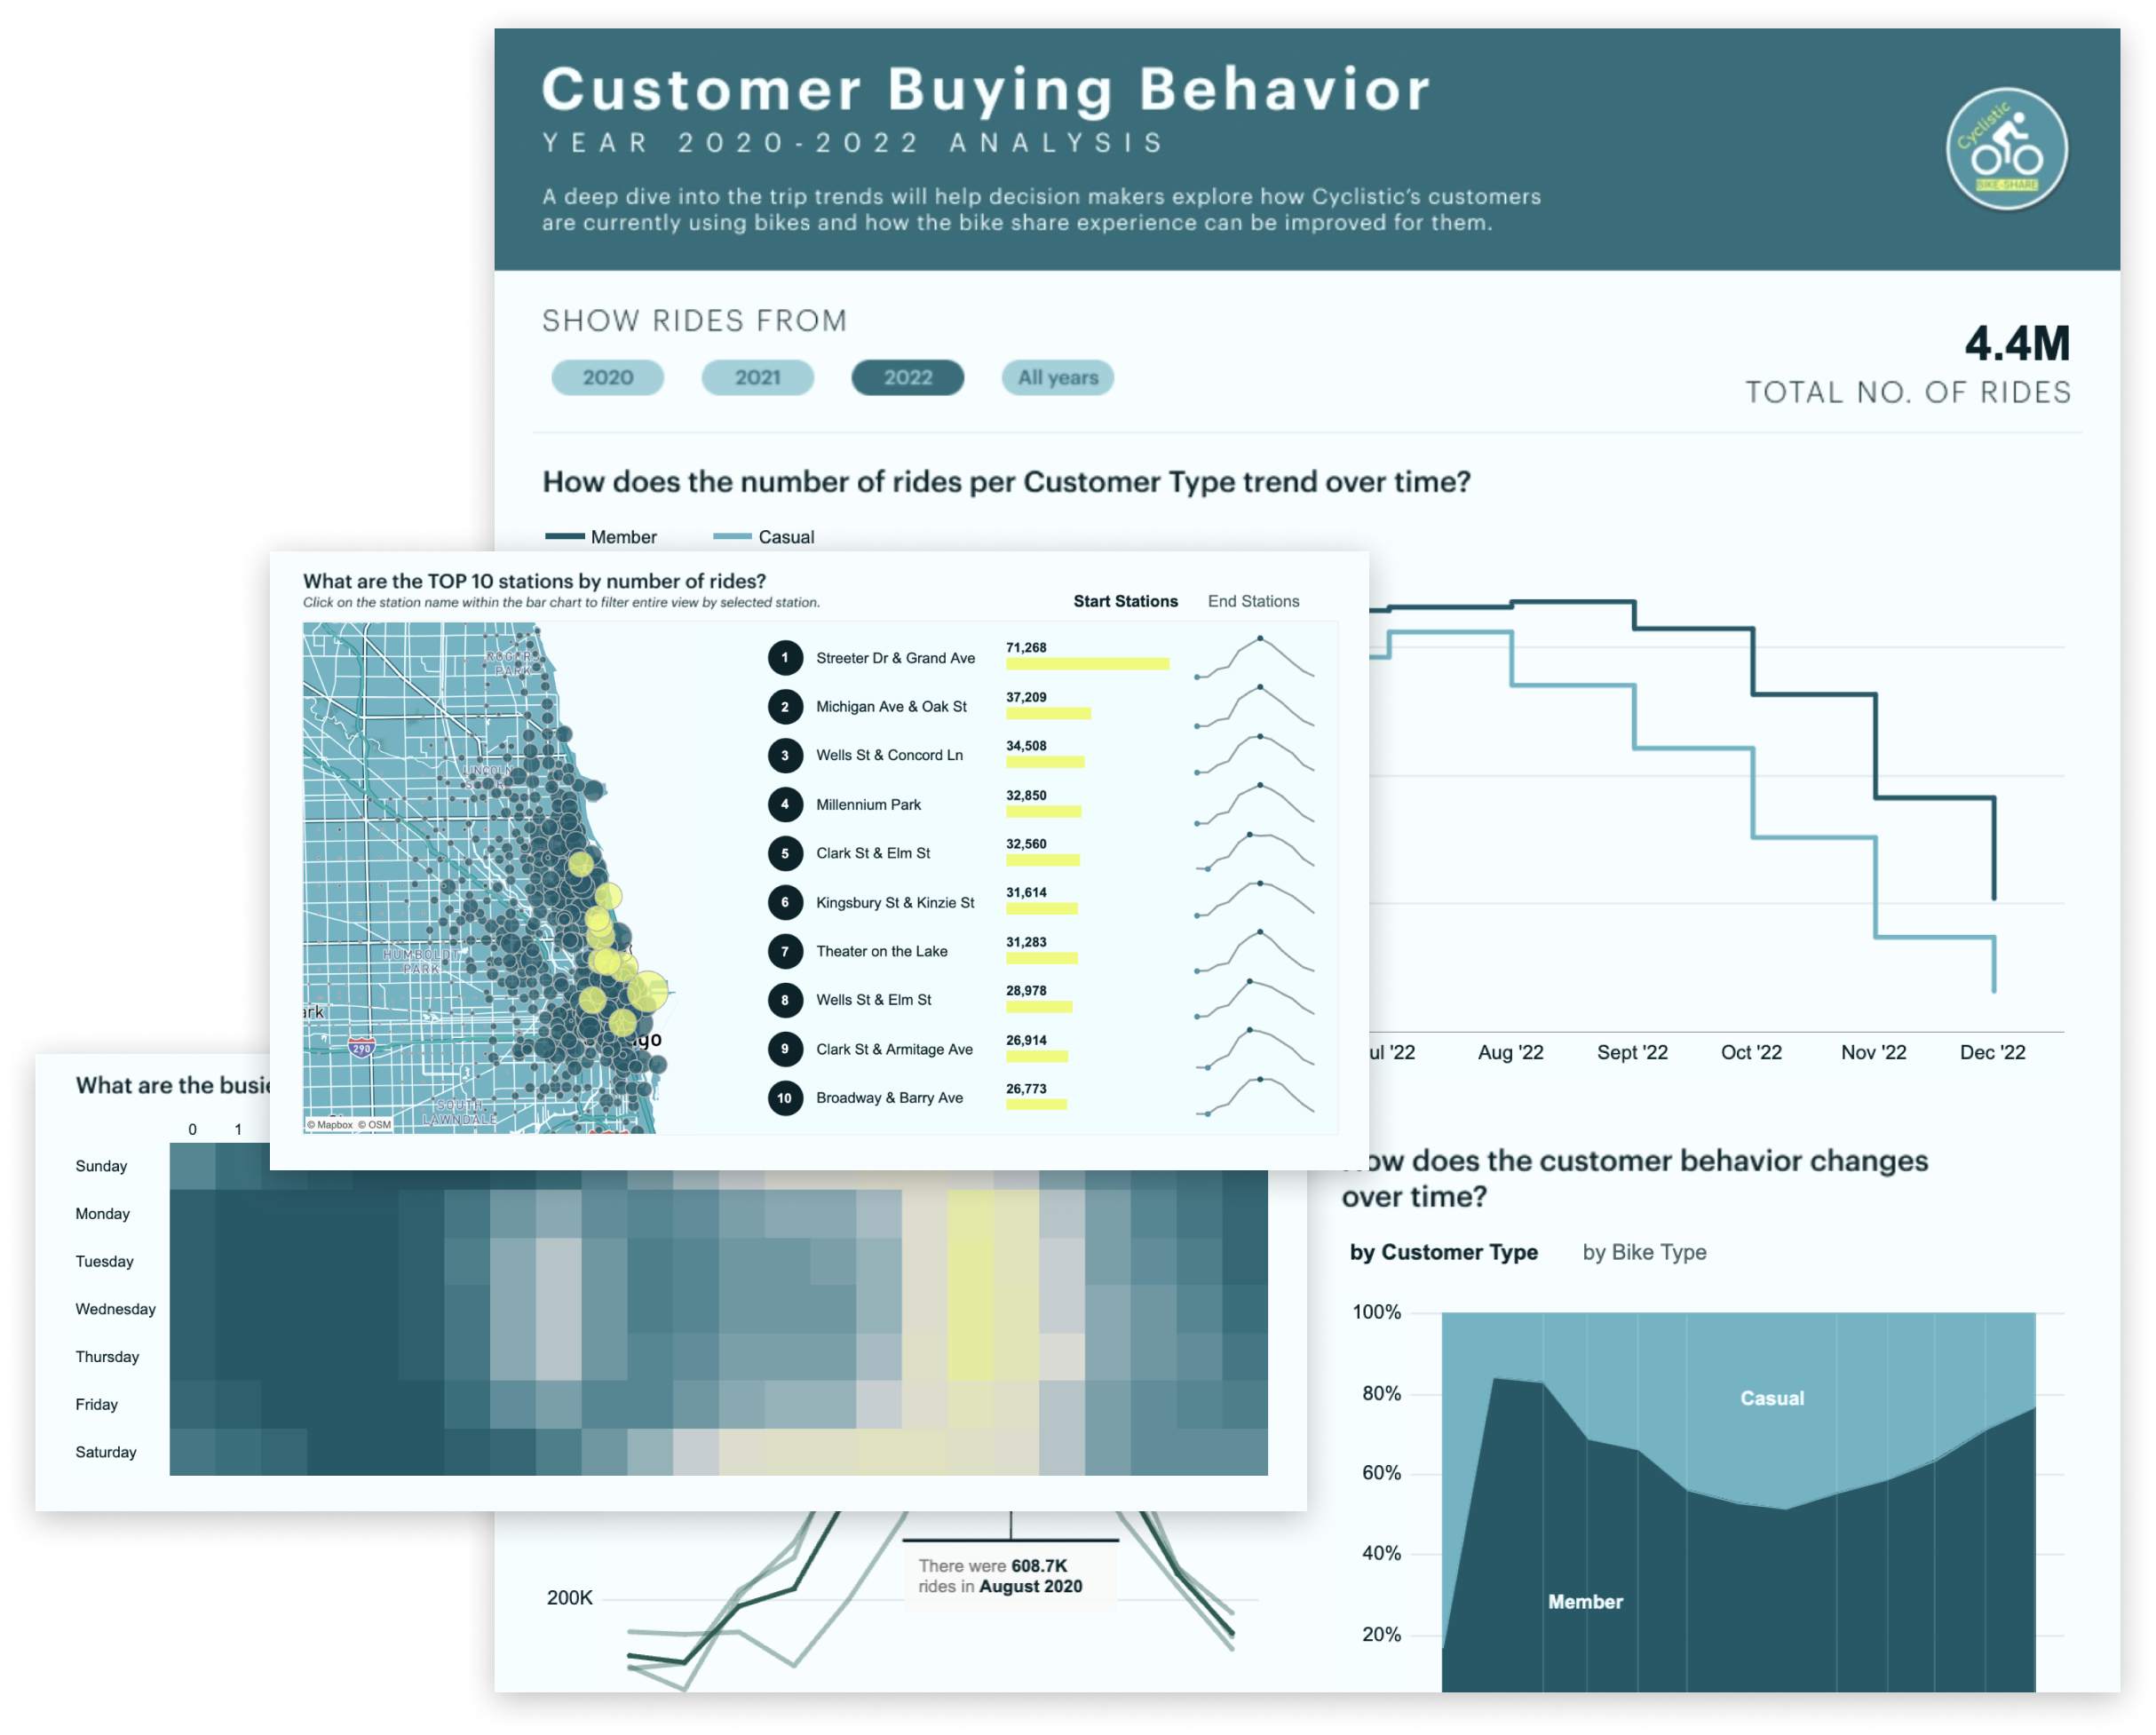 Customer Buying Behavior
YEAR 2020-2022 ANALYSIS
A deep dive into the trip trends will help decision makers explore how Cyclistic's customers
are currently using bikes and how the bike share experience can be improved for them.
Cyclistic
BIKE-SHARE
SHOW RIDES FROM
2020
2021
2022
All years
4.4M
TOTAL NO. OF RIDES
How does the number of rides per Customer Type trend over time?
Member
Casual
ul '22
Aug '22
Sept '22
Oct '22
Nov '22
Dec '22
What are the TOP 10 stations by number of rides?
Click on the station name within the bar chart to filter entire view by selected station.
Start Stations
End Stations
1 Streeter Dr & Grand Ave 71,268
2 Michigan Ave & Oak St 37,209
3 Wells St & Concord Ln 34,508
4 Millennium Park 32,850
5 Clark St & Elm St 32,560
6 Kingsbury St & Kinzie St 31,614
7 Theater on the Lake 31,283
8 Wells St & Elm St 28,978
9 Clark St & Armitage Ave 26,914
10 Broadway & Barry Ave 26,773
ROGERS
PARK
LINCOLN
HUMBOLDT
PARK
ark
290
go
SOUTH
LAWNDALE
© Mapbox © OSM
What are the busie
0
1
Sunday
Monday
Tuesday
Wednesday
Thursday
Friday
Saturday
ow does the customer behavior changes
over time?
by Customer Type
by Bike Type
100%
80%
60%
40%
20%
Casual
Member
200K
There were 608.7K
rides in August 2020